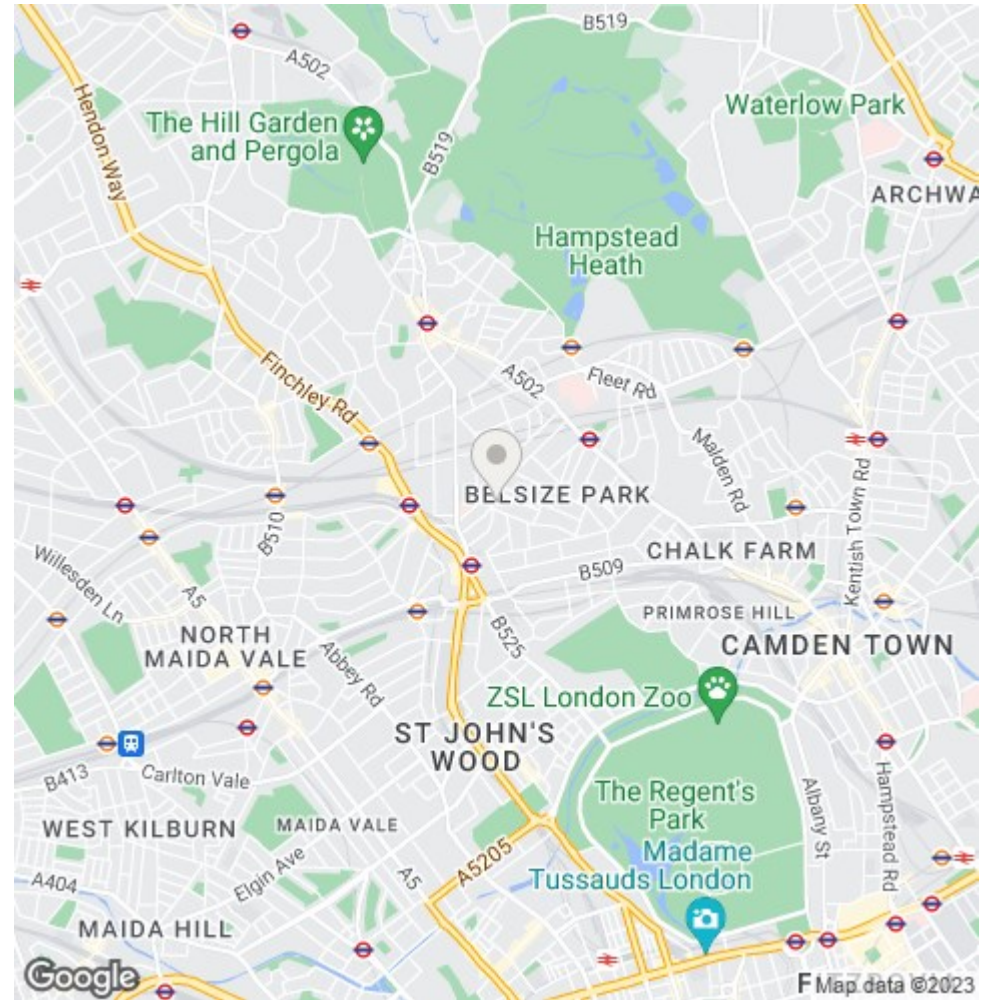 B519
A502
Hendon Way
The Hill Garden
and Pergola
B519
Waterlow Park
ARCHWA
Hampstead
Heath
Finchley Rd
A502
Fleet Rd
Malden Rd
BELSIZE PARK
Kentish Town Rd
B510
CHALK FARM
B509
Willesden Ln
A5
PRIMROSE HILL
NORTH
MAIDA VALE
Abbey Rd
B525
CAMDEN TOWN
ZSL London Zoo
ST JOHN'S
WOOD
B413
Carlton Vale
The Regent's
Park
Albany St
Hampstead Rd
WEST KILBURN
MAIDA VALE
Madame
Tussauds London
A5205
A404
Elgin Ave
A5
MAIDA HILL
Google
Map data ©2023